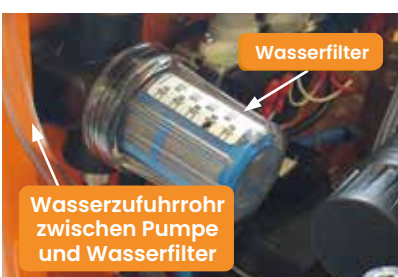 Wasserfilter
Wasserzufuhrrohr
zwischen Pumpe
und Wasserfilter